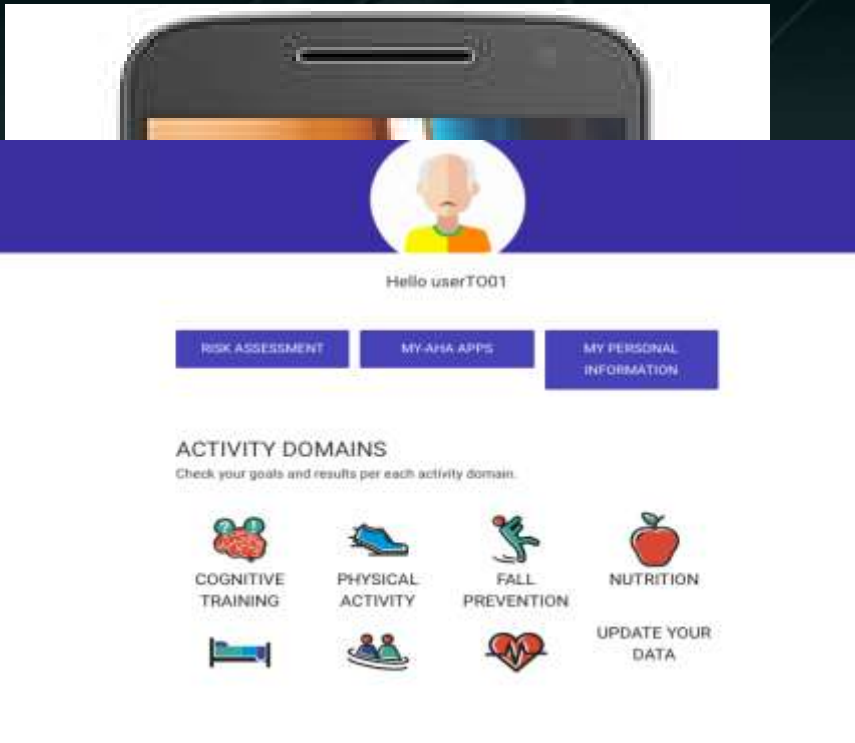 Hello userTO01
RISK ASSESSMENT
MY-AHA APPS
MY PERSONAL
INFORMATION
ACTIVITY DOMAINS
Check your goals and results per each activity domain.
COGNITIVE
TRAINING
PHYSICAL
ACTIVITY
FALL
PREVENTION
NUTRITION
UPDATE YOUR
DATA